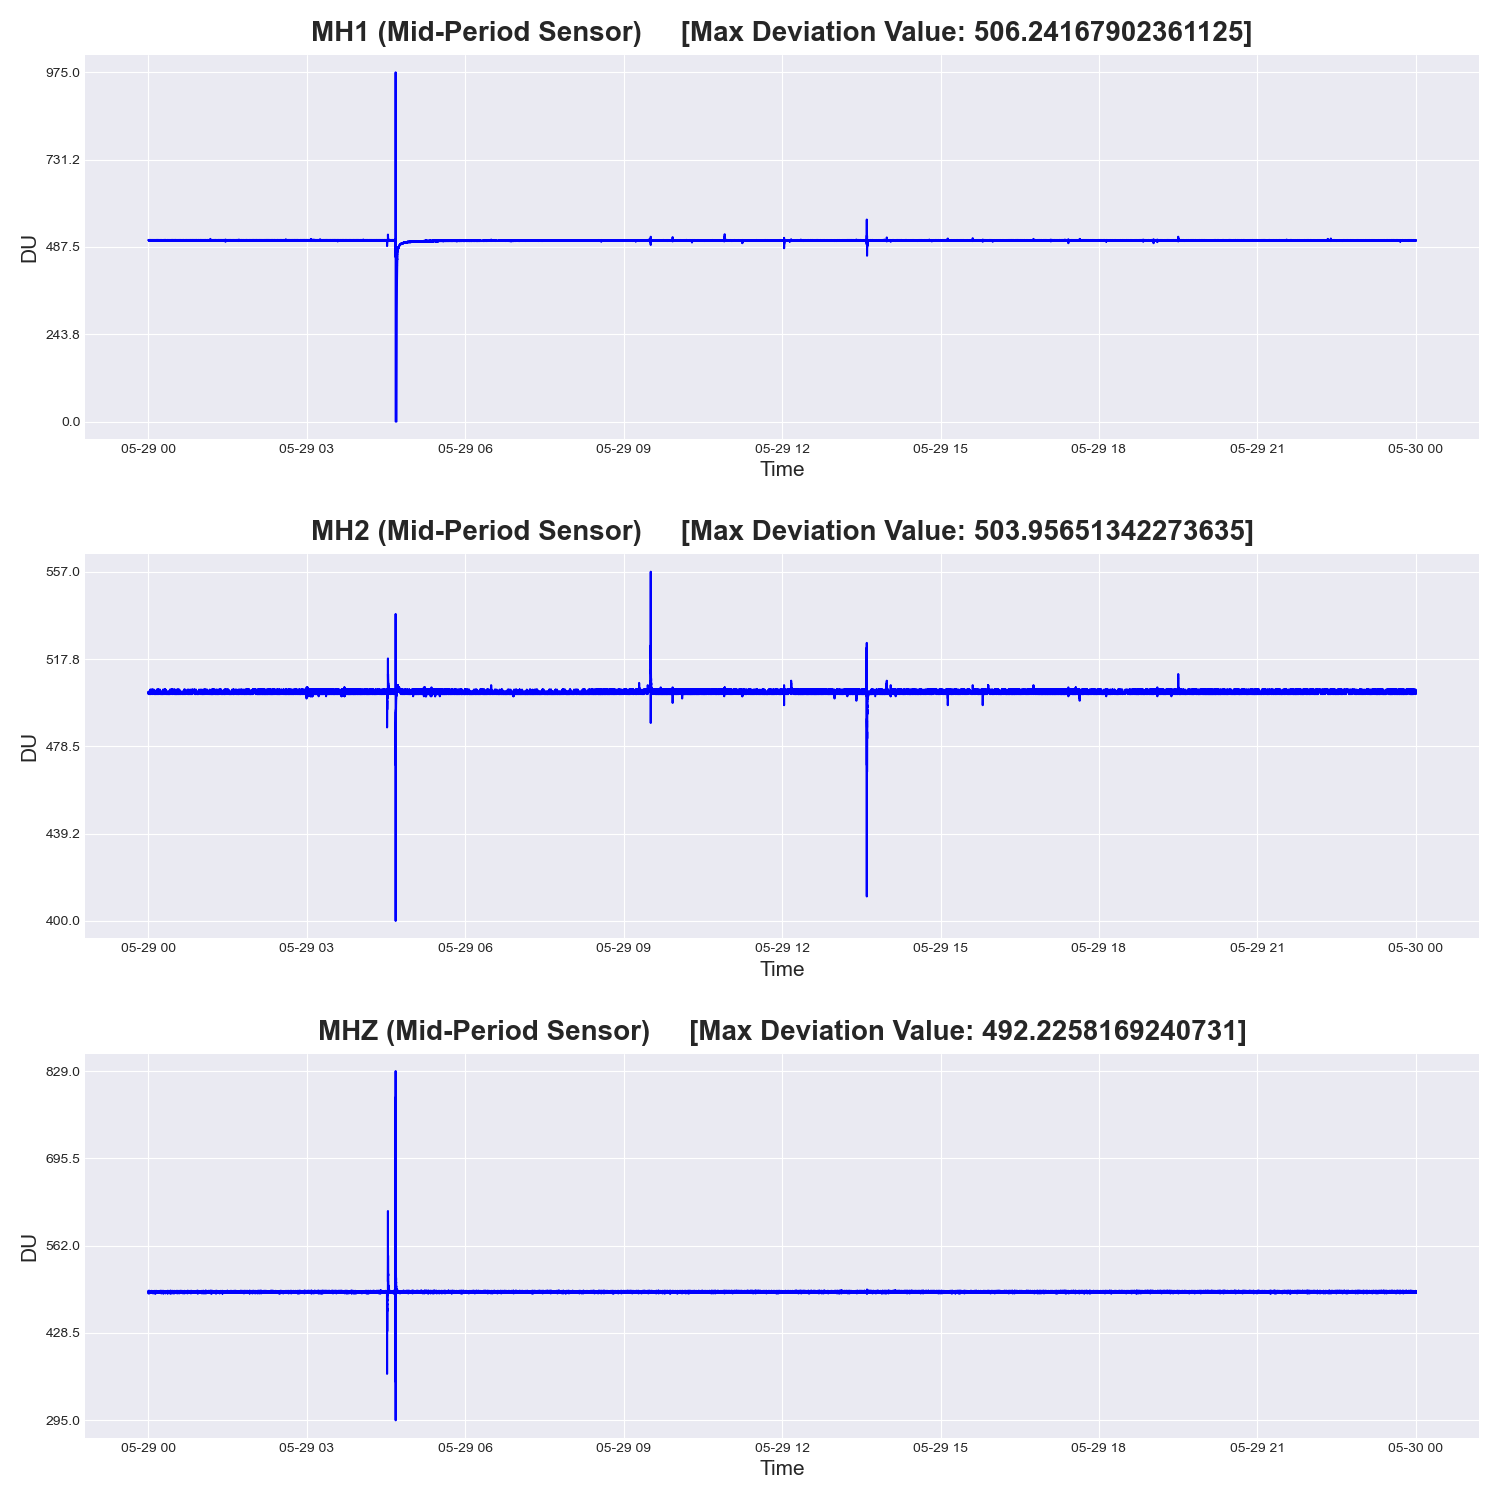 MH1 (Mid-Period Sensor) [Max Deviation Value: 506.24167902361125]
975.0
731.2
487.5
243.8
0.0
DU
05-29 00 05-29 03 05-29 06 05-29 09 05-29 12 05-29 15 05-29 18 05-29 21 05-30 00
Time
MH2 (Mid-Period Sensor) [Max Deviation Value: 503.95651342273635]
557.0
517.8
478.5
439.2
400.0
DU
05-29 00 05-29 03 05-29 06 05-29 09 05-29 12 05-29 15 05-29 18 05-29 21 05-30 00
Time
MHZ (Mid-Period Sensor) [Max Deviation Value: 492.2258169240731]
829.0
695.5
562.0
428.5
295.0
DU
05-29 00 05-29 03 05-29 06 05-29 09 05-29 12 05-29 15 05-29 18 05-29 21 05-30 00
Time